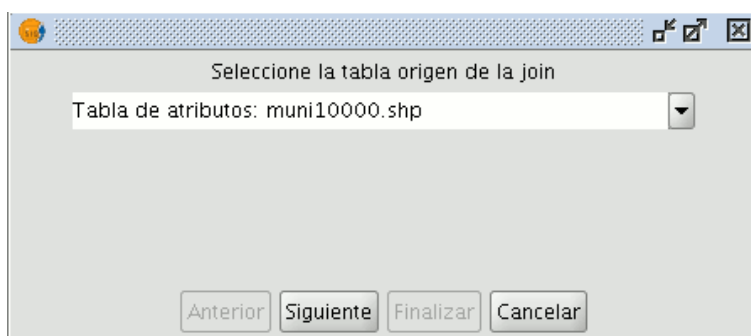 Seleccione la tabla origen de la join
Tabla de atributos: muni10000.shp
Anterior Siguiente Finalizar Cancelar